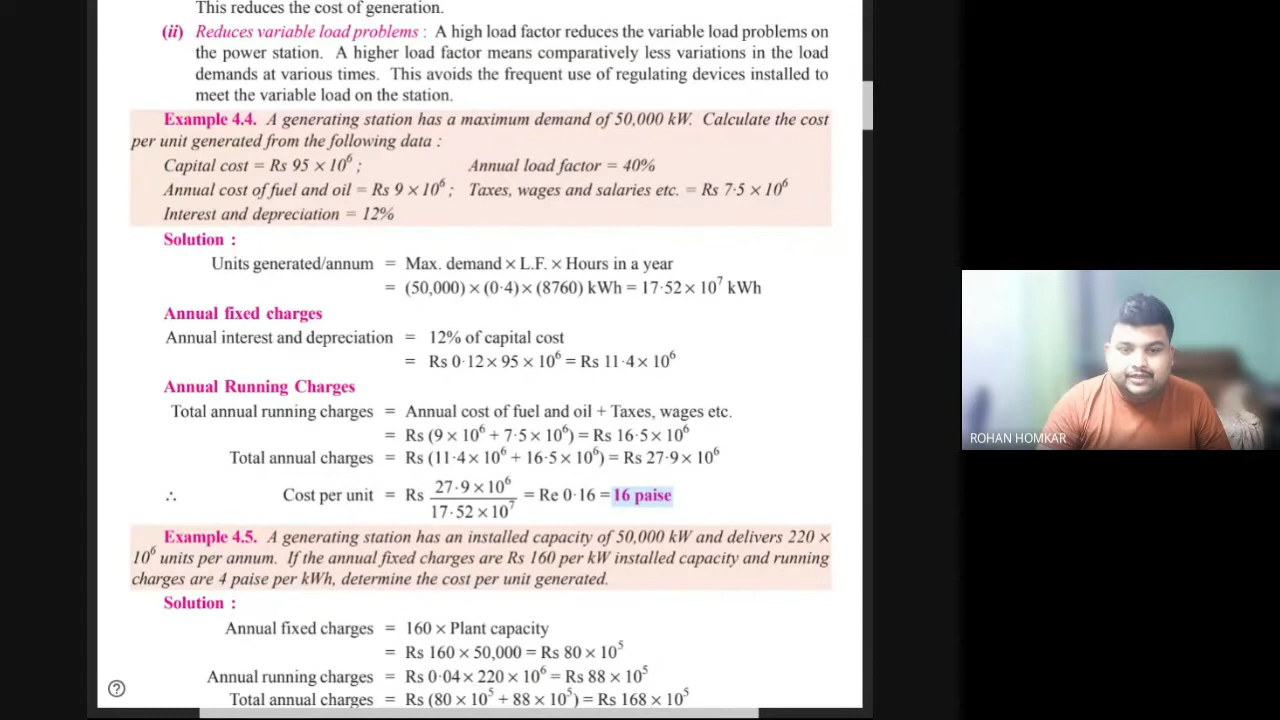 This reduces the cost of generation.
(ii) Reduces variable load problems : A high load factor reduces the variable load problems on
the power station. A higher load factor means comparatively less variations in the load
demands at various times. This avoids the frequent use of regulating devices installed to
meet the variable load on the station.
Example 4.4. A generating station has a maximum demand of 50,000 kW. Calculate the cost
per unit generated from the following data :
Capital cost = Rs 95 × 10⁶ ; Annual load factor = 40%
Annual cost of fuel and oil = Rs 9 × 10⁶ ; Taxes, wages and salaries etc. = Rs 7·5 × 10⁶
Interest and depreciation = 12%
Solution :
Units generated/annum = Max. demand × L.F. × Hours in a year
= (50,000) × (0·4) × (8760) kWh = 17·52 × 10⁷ kWh
Annual fixed charges
Annual interest and depreciation = 12% of capital cost
= Rs 0·12 × 95 × 10⁶ = Rs 11·4 × 10⁶
Annual Running Charges
Total annual running charges = Annual cost of fuel and oil + Taxes, wages etc.
= Rs (9 × 10⁶ + 7·5 × 10⁶) = Rs 16·5 × 10⁶
Total annual charges = Rs (11·4 × 10⁶ + 16·5 × 10⁶) = Rs 27·9 × 10⁶
∴ Cost per unit = Rs 27·9 × 10⁶ / 17·52 × 10⁷ = Re 0·16 = 16 paise
Example 4.5. A generating station has an installed capacity of 50,000 kW and delivers 220 ×
10⁶ units per annum. If the annual fixed charges are Rs 160 per kW installed capacity and running
charges are 4 paise per kWh, determine the cost per unit generated.
Solution :
Annual fixed charges = 160 × Plant capacity
= Rs 160 × 50,000 = Rs 80 × 10⁵
Annual running charges = Rs 0·04 × 220 × 10⁶ = Rs 88 × 10⁵
Total annual charges = Rs (80 × 10⁵ + 88 × 10⁵) = Rs 168 × 10⁵
ROHAN HOMKAR